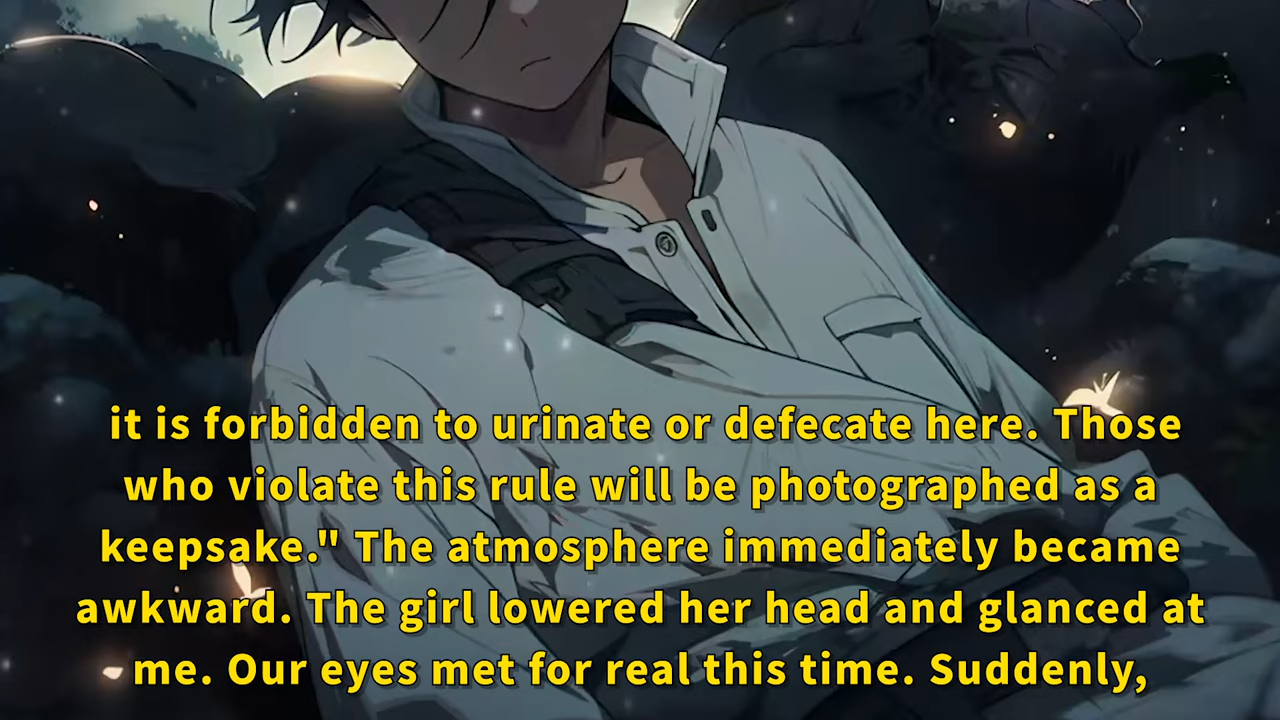 it is forbidden to urinate or defecate here. Those
who violate this rule will be photographed as a
keepsake." The atmosphere immediately became
awkward. The girl lowered her head and glanced at
me. Our eyes met for real this time. Suddenly,